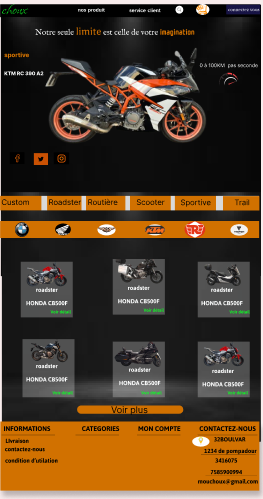 choux nos produit service client connectez vous
Notre seule limite est celle de votre imagination
sportive
0 à 100KM pas seconde
KTM RC 390 A2
Custom Roadster Routière Scooter Sportive Trail
BMW KTM
roadster roadster roadster
HONDA CB500F HONDA CB500F HONDA CB500F
Voir détail Voir détail Voir détail
roadster roadster roadster
HONDA CB500F HONDA CB500F HONDA CB500F
Voir détail Voir détail Voir détail
Voir plus
INFORMATIONS CATEGORIES MON COMPTE CONTACTEZ-NOUS
Livraison 32BOULVAR
contactez-nous 1234 de pompadour
condition d'utilation 3416075
7585900994
mouchoux@gmail.com